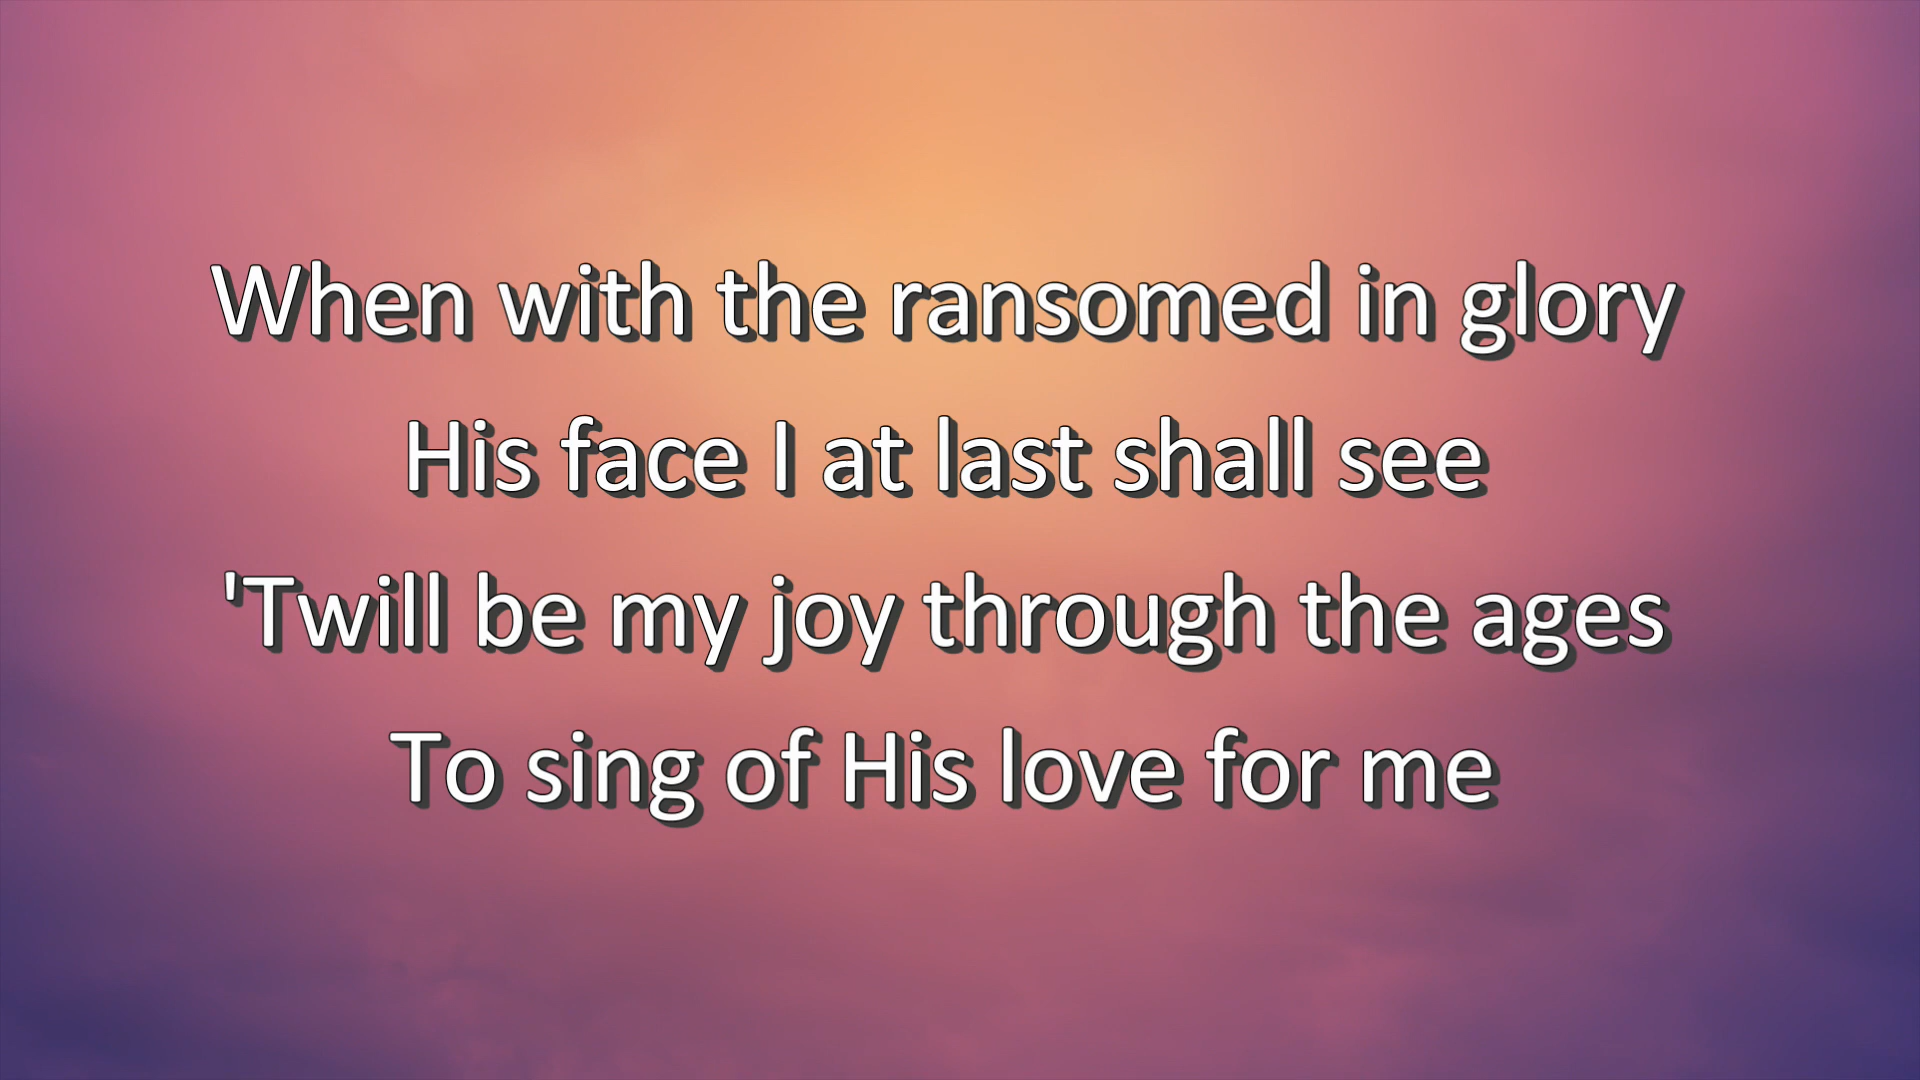 When with the ransomed in glory
His face I at last shall see
'Twill be my joy through the ages
To sing of His love for me